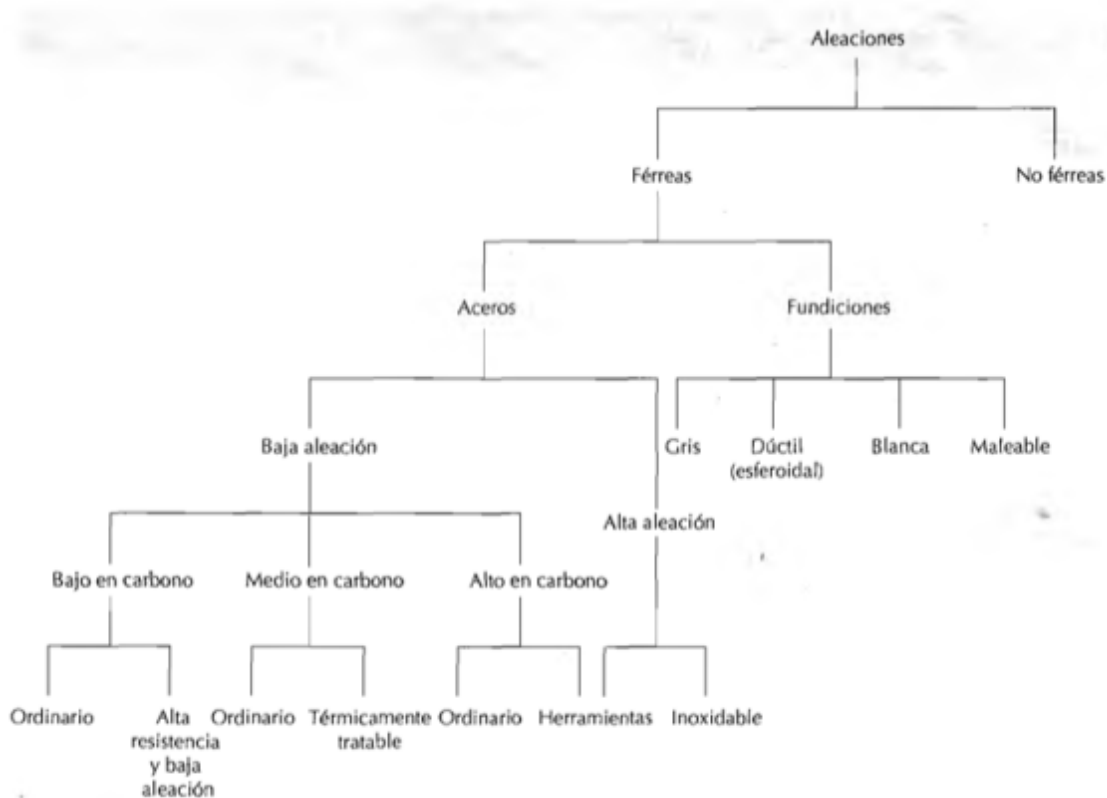 Aleaciones
Férreas
No férreas
Aceros
Fundiciones
Baja aleación
Gris
Dúctil
(esferoidal)
Blanca
Maleable
Alta aleación
Bajo en carbono
Medio en carbono
Alto en carbono
Ordinario
Alta
resistencia
y baja
aleación
Ordinario
Térmicamente
tratable
Ordinario
Herramientas
Inoxidable